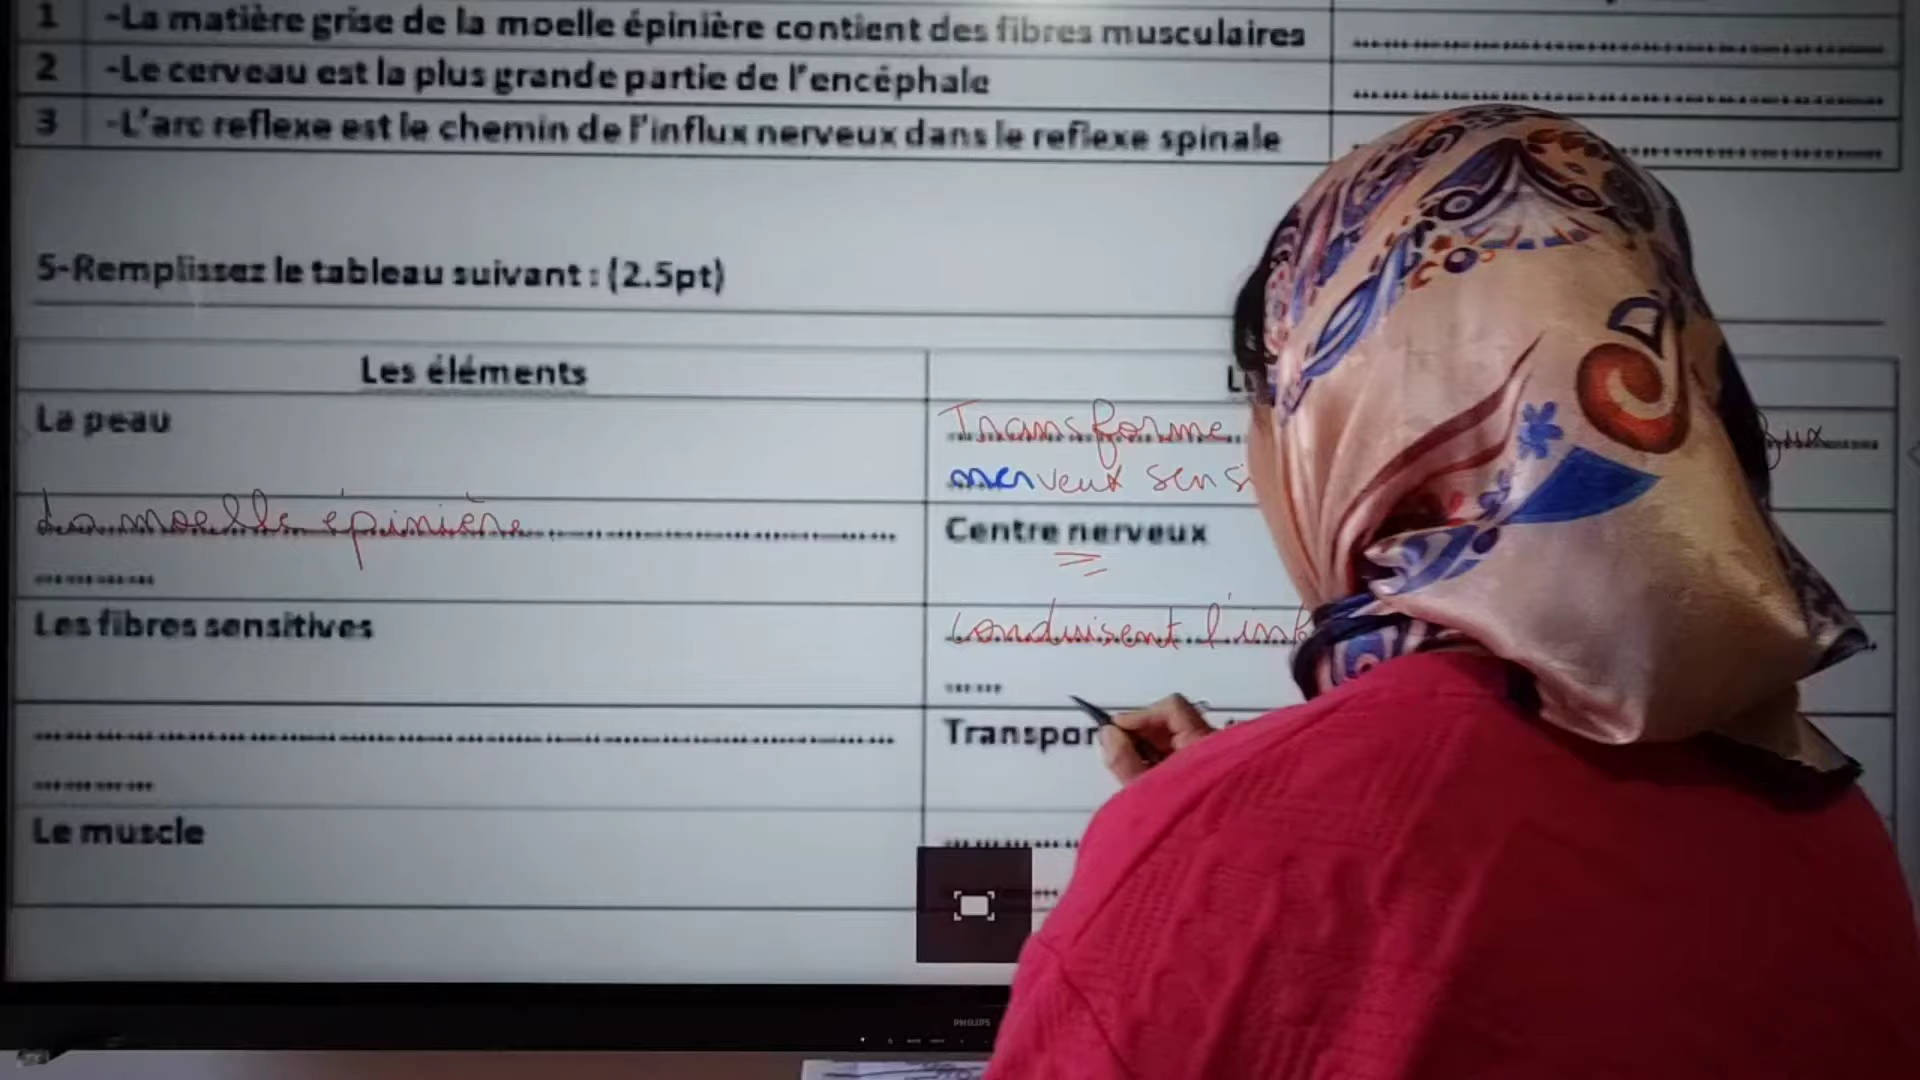 1 -La matière grise de la moelle épinière contient des fibres musculaires ........
2 -Le cerveau est la plus grande partie de l'encéphale ........
3 -L'arc reflexe est le chemin de l'influx nerveux dans le reflexe spinale ........
5-Remplissez le tableau suivant : (2.5pt)
Les éléments
La peau
Transforme
nerveux
La moelle épinière
Centre nerveux
Les fibres sensitives
conduisent
Le muscle
PHILIPS